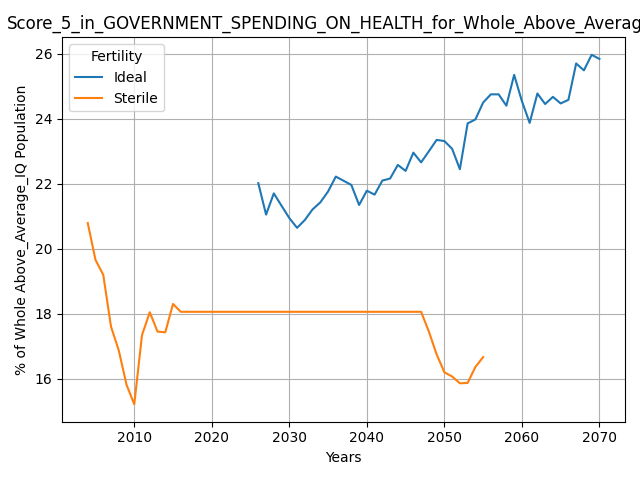 Score_5_in_GOVERNMENT_SPENDING_ON_HEALTH_for_Whole_Above_Averag
Fertility
Ideal
Sterile
% of Whole Above_Average_IQ Population
26
24
22
20
18
16
2010 2020 2030 2040 2050 2060 2070
Years